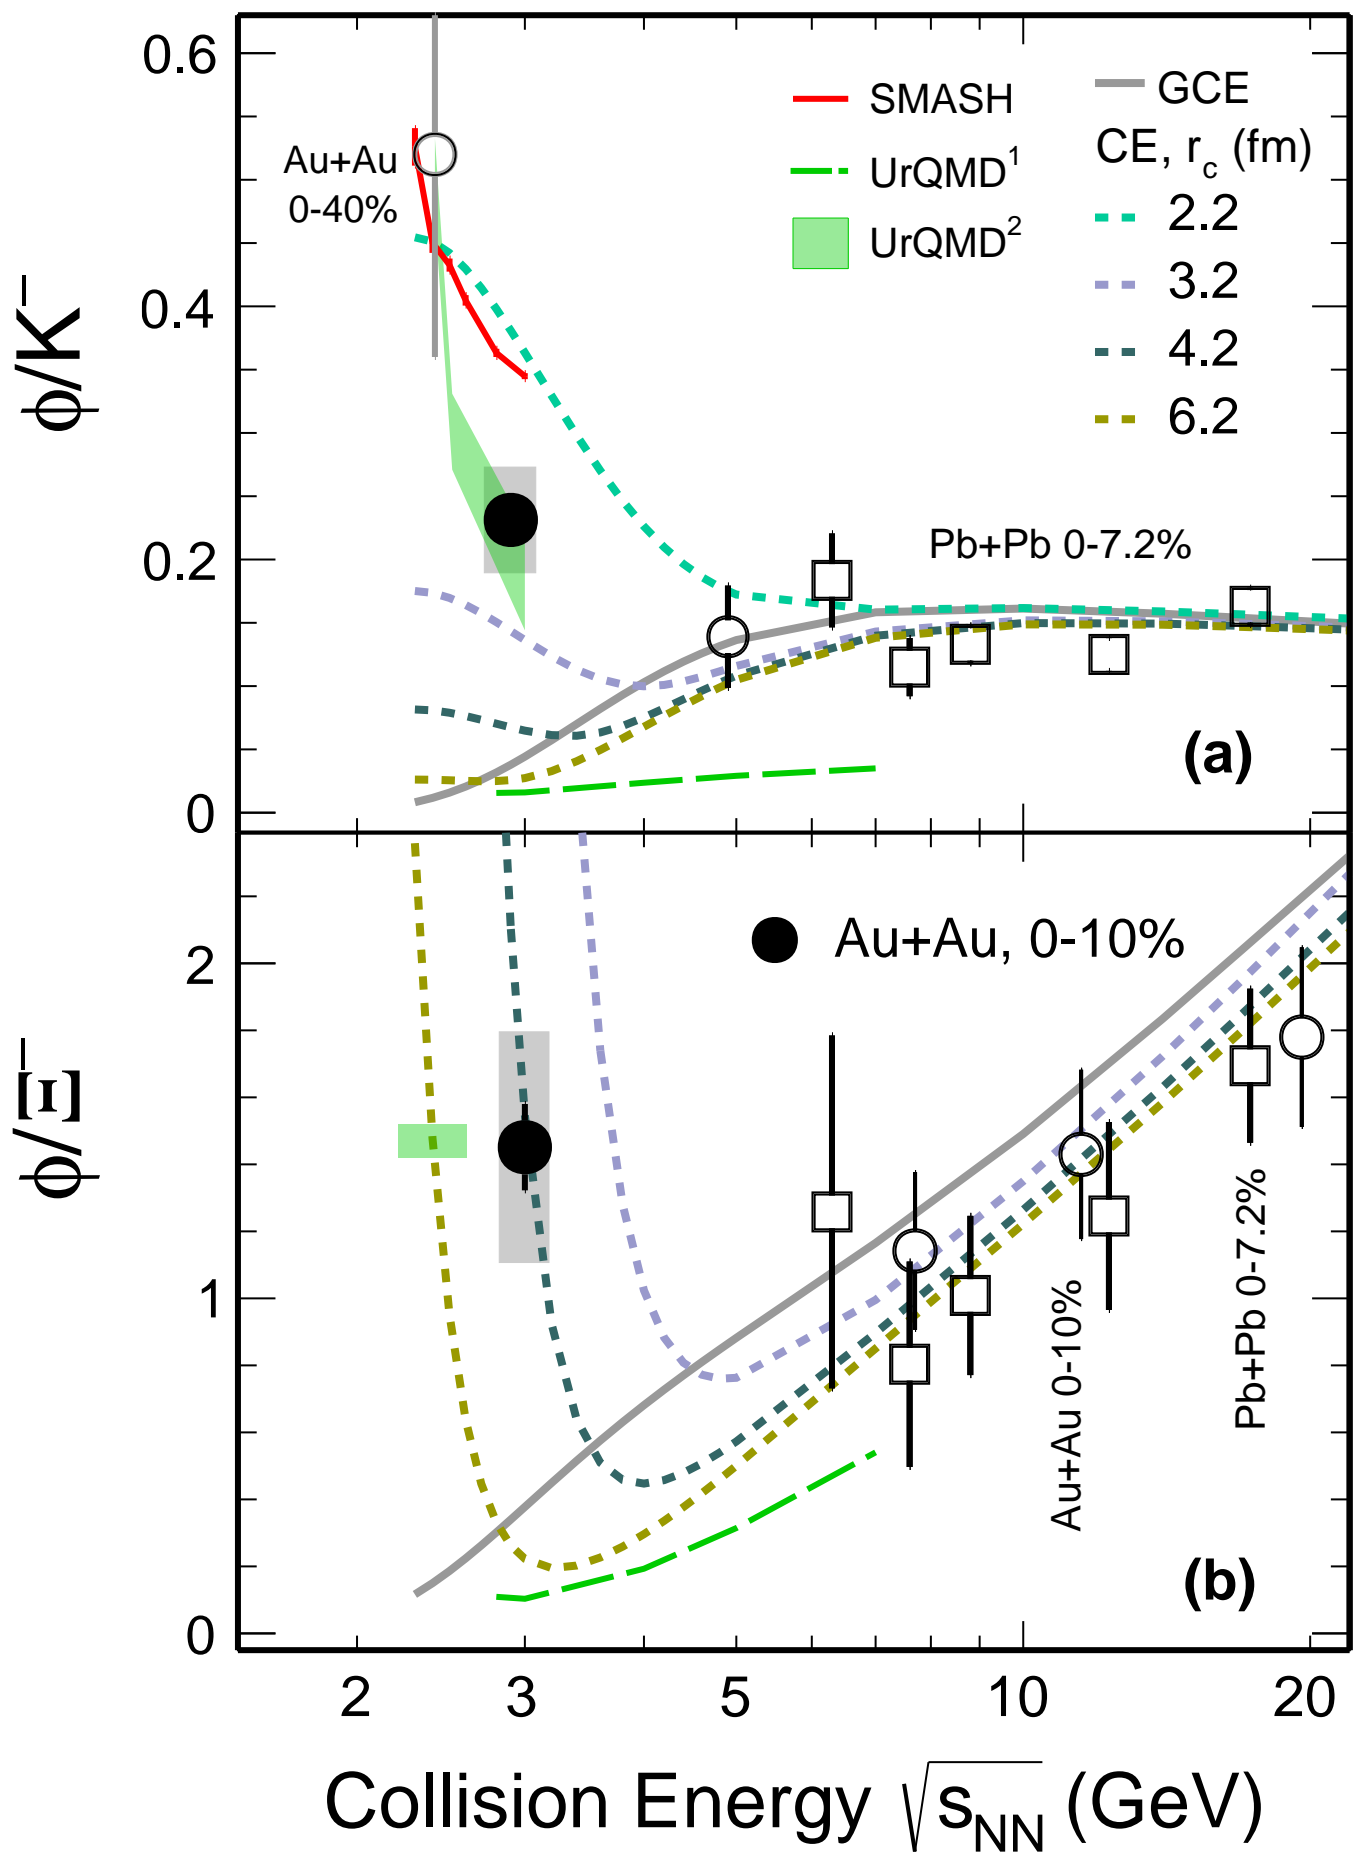 0.6
0.4
0.2
0
ϕ/K⁻
Au+Au
0-40%
SMASH
UrQMD¹
UrQMD²
GCE
CE, r_c (fm)
2.2
3.2
4.2
6.2
Pb+Pb 0-7.2%
(a)
2
1
0
ϕ/Ξ⁻
Au+Au, 0-10%
Au+Au 0-10%
Pb+Pb 0-7.2%
(b)
2 3 5 10 20
Collision Energy √s_NN (GeV)